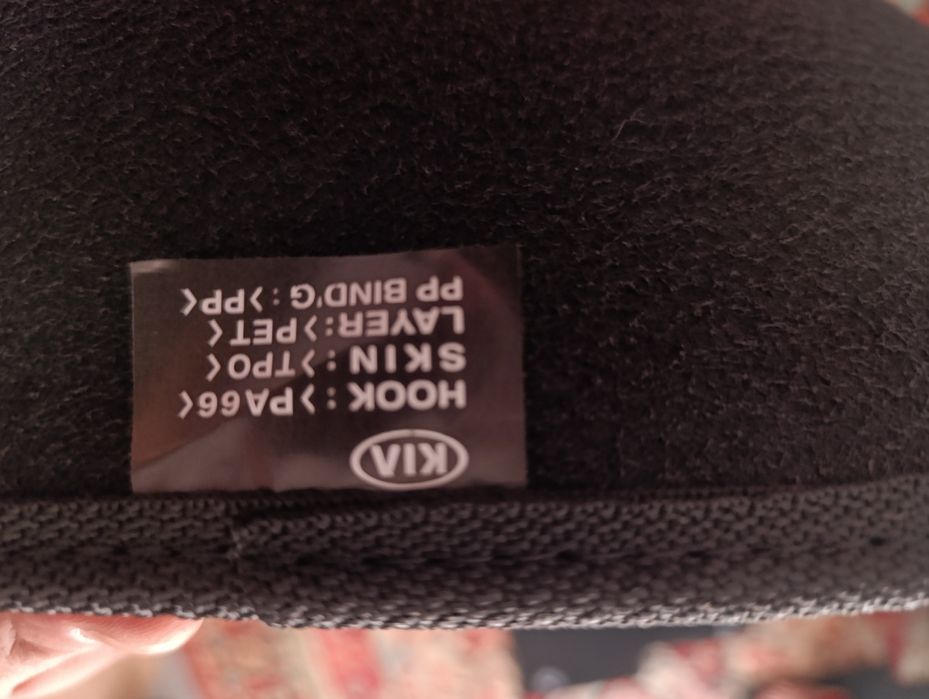 KIA
HOOK: >PA66<
SKIN: >TPO<
LAYER: >PET<
PP BIND'G: >PP<